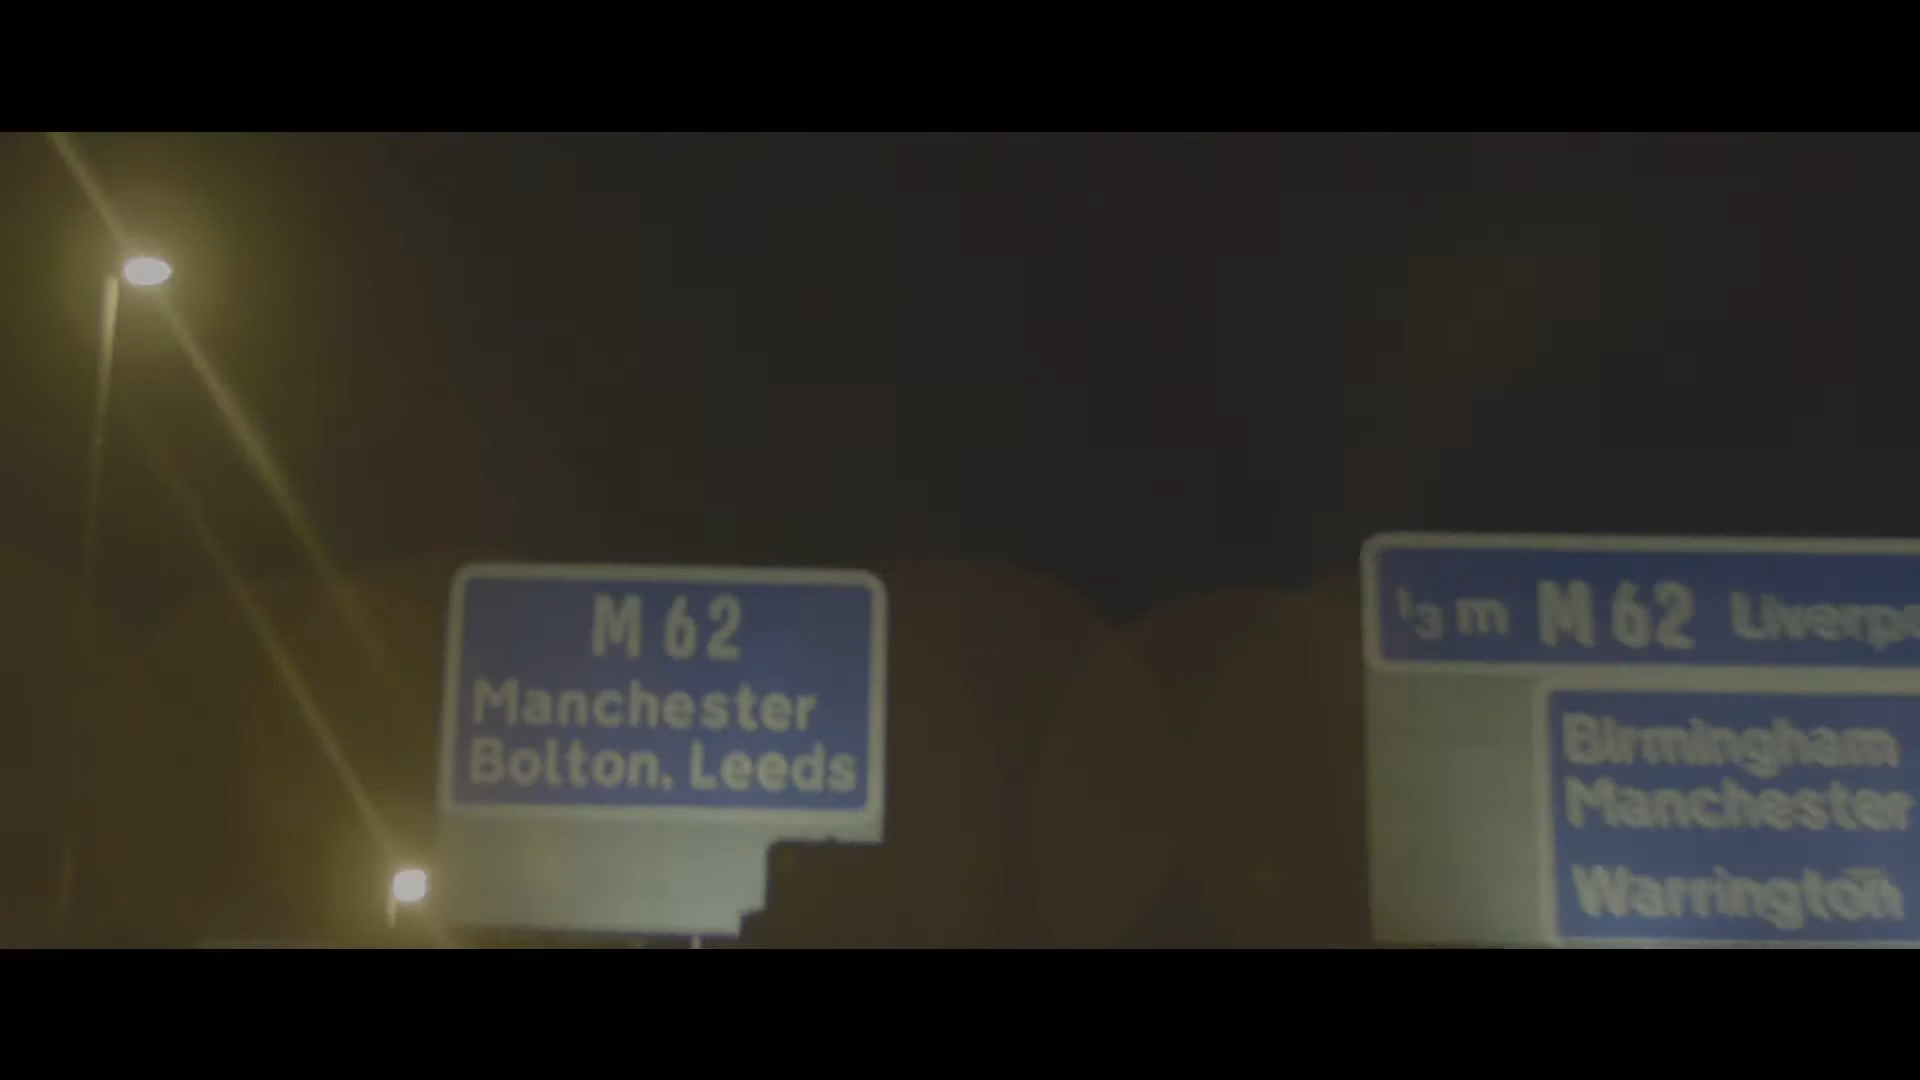 M 62
Manchester
Bolton, Leeds
⅓ m M 62
Birmingham
Manchester
Warrington